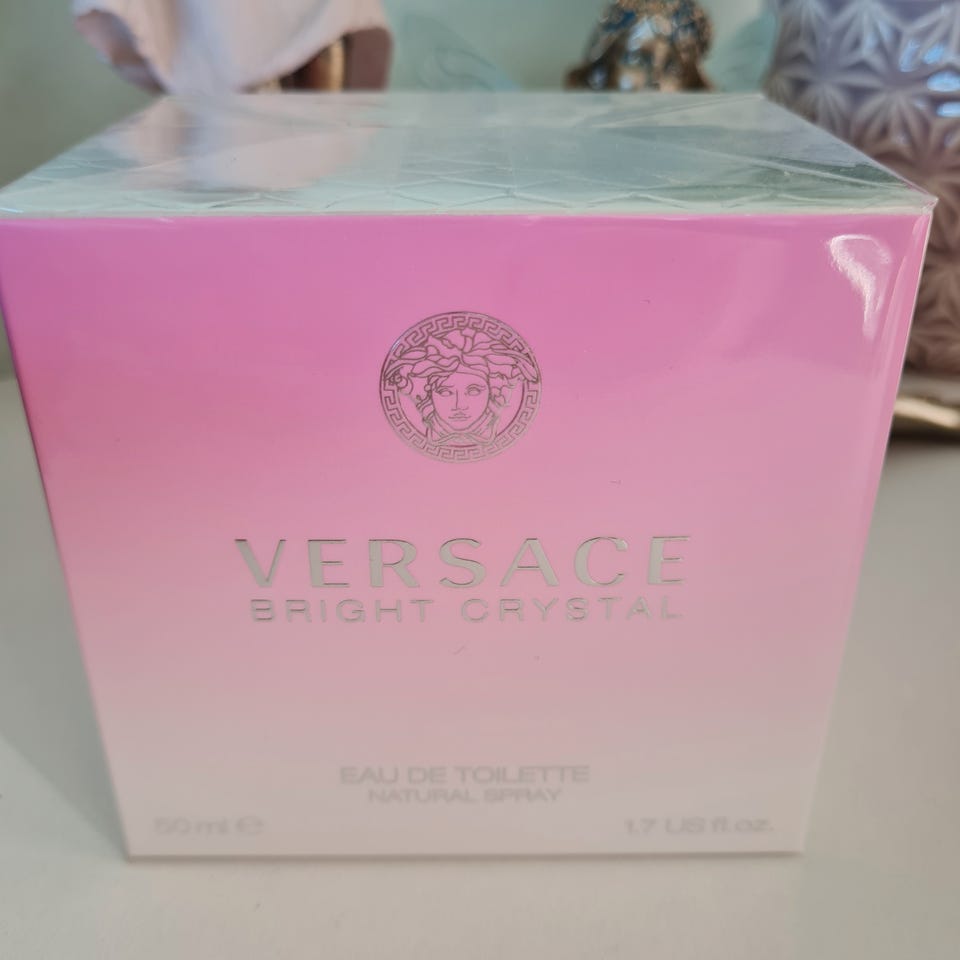 VERSACE
BRIGHT CRYSTAL
EAU DE TOILETTE
NATURAL SPRAY
50 ml ℮ 1.7 US fl.oz.